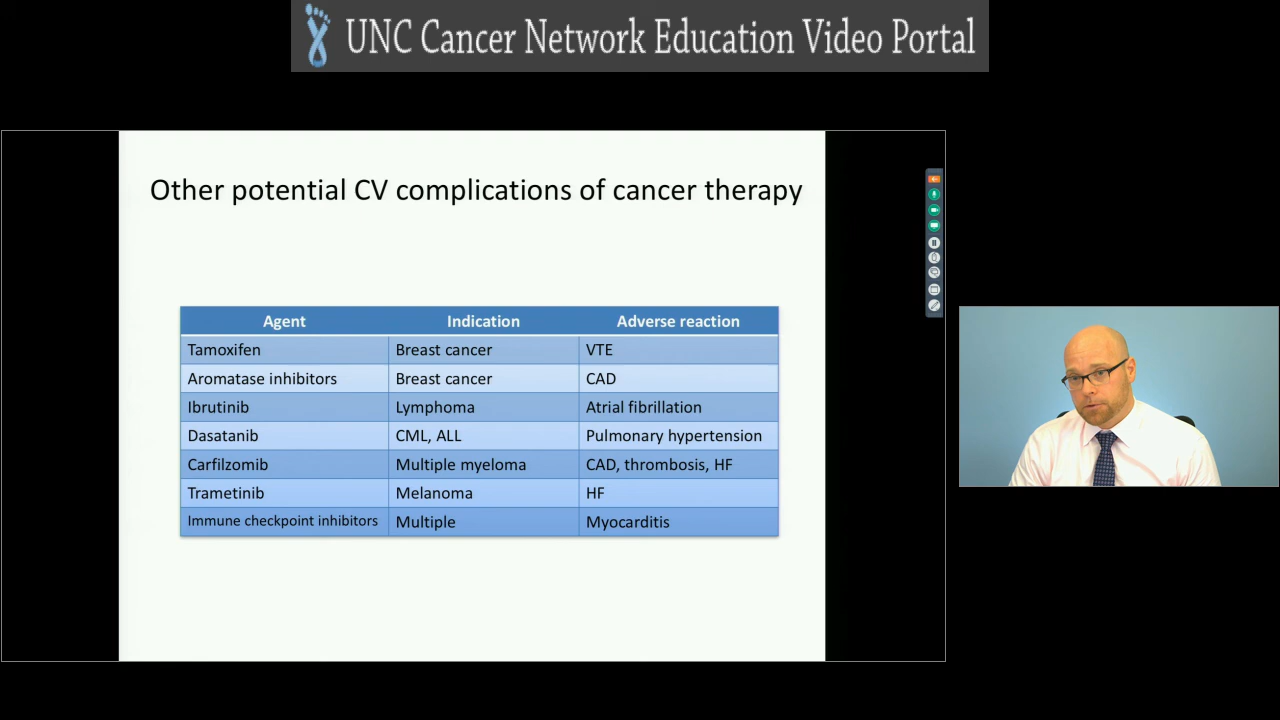 UNC Cancer Network Education Video Portal
Other potential CV complications of cancer therapy
Agent Indication Adverse reaction
Tamoxifen Breast cancer VTE
Aromatase inhibitors Breast cancer CAD
Ibrutinib Lymphoma Atrial fibrillation
Dasatanib CML, ALL Pulmonary hypertension
Carfilzomib Multiple myeloma CAD, thrombosis, HF
Trametinib Melanoma HF
Immune checkpoint inhibitors Multiple Myocarditis